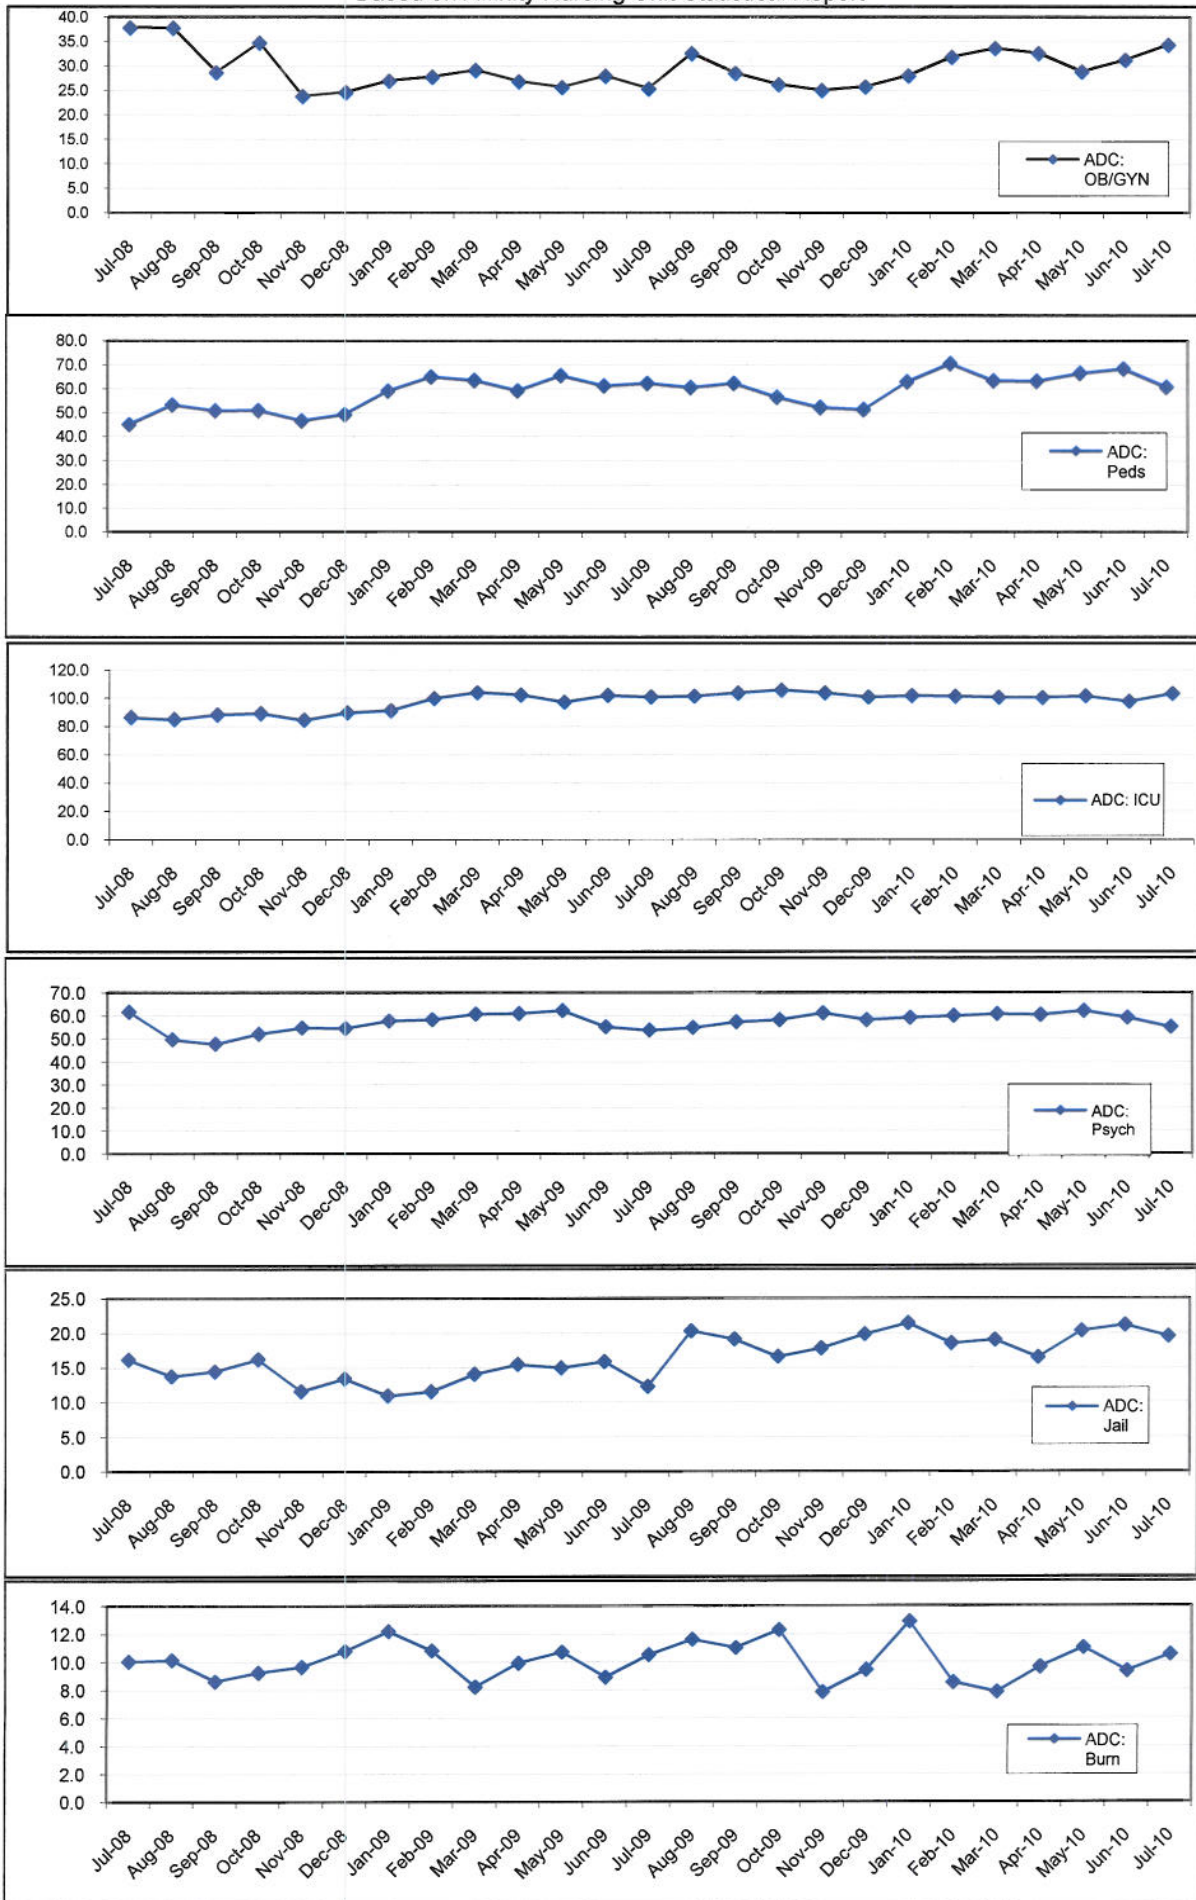 40.0
35.0
30.0
25.0
20.0
15.0
10.0
5.0
0.0
ADC:
OB/GYN
Jul-08 Aug-08 Sep-08 Oct-08 Nov-08 Dec-08 Jan-09 Feb-09 Mar-09 Apr-09 May-09 Jun-09 Jul-09 Aug-09 Sep-09 Oct-09 Nov-09 Dec-09 Jan-10 Feb-10 Mar-10 Apr-10 May-10 Jun-10 Jul-10
80.0
70.0
60.0
50.0
40.0
30.0
20.0
10.0
0.0
ADC:
Peds
Jul-08 Aug-08 Sep-08 Oct-08 Nov-08 Dec-08 Jan-09 Feb-09 Mar-09 Apr-09 May-09 Jun-09 Jul-09 Aug-09 Sep-09 Oct-09 Nov-09 Dec-09 Jan-10 Feb-10 Mar-10 Apr-10 May-10 Jun-10 Jul-10
120.0
100.0
80.0
60.0
40.0
20.0
0.0
ADC: ICU
Jul-08 Aug-08 Sep-08 Oct-08 Nov-08 Dec-08 Jan-09 Feb-09 Mar-09 Apr-09 May-09 Jun-09 Jul-09 Aug-09 Sep-09 Oct-09 Nov-09 Dec-09 Jan-10 Feb-10 Mar-10 Apr-10 May-10 Jun-10 Jul-10
70.0
60.0
50.0
40.0
30.0
20.0
10.0
0.0
ADC:
Psych
Jul-08 Aug-08 Sep-08 Oct-08 Nov-08 Dec-08 Jan-09 Feb-09 Mar-09 Apr-09 May-09 Jun-09 Jul-09 Aug-09 Sep-09 Oct-09 Nov-09 Dec-09 Jan-10 Feb-10 Mar-10 Apr-10 May-10 Jun-10 Jul-10
25.0
20.0
15.0
10.0
5.0
0.0
ADC:
Jail
Jul-08 Aug-08 Sep-08 Oct-08 Nov-08 Dec-08 Jan-09 Feb-09 Mar-09 Apr-09 May-09 Jun-09 Jul-09 Aug-09 Sep-09 Oct-09 Nov-09 Dec-09 Jan-10 Feb-10 Mar-10 Apr-10 May-10 Jun-10 Jul-10
14.0
12.0
10.0
8.0
6.0
4.0
2.0
0.0
ADC:
Burn
Jul-08 Aug-08 Sep-08 Oct-08 Nov-08 Dec-08 Jan-09 Feb-09 Mar-09 Apr-09 May-09 Jun-09 Jul-09 Aug-09 Sep-09 Oct-09 Nov-09 Dec-09 Jan-10 Feb-10 Mar-10 Apr-10 May-10 Jun-10 Jul-10